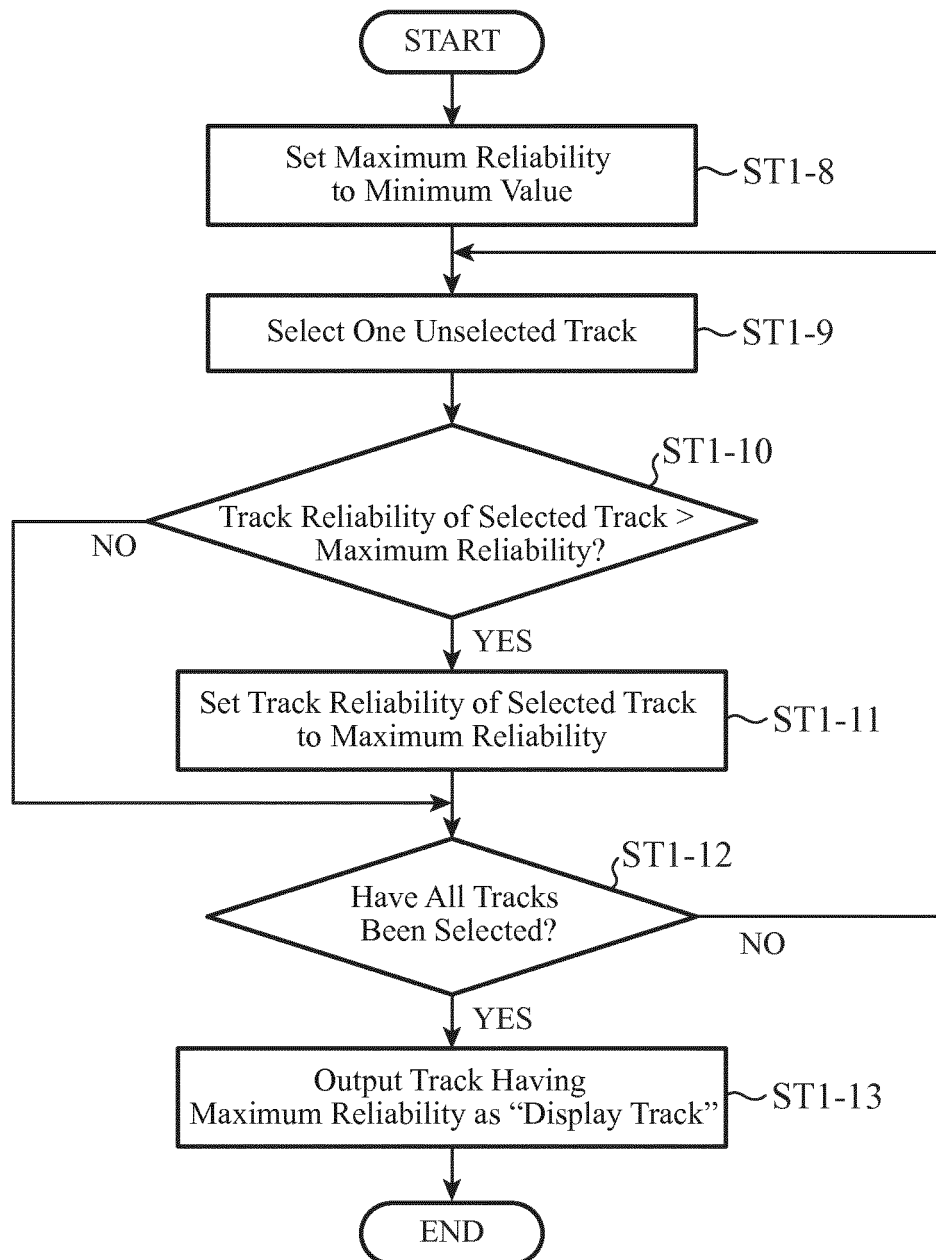 START
Set Maximum Reliability
to Minimum Value
ST1-8
Select One Unselected Track
ST1-9
ST1-10
Track Reliability of Selected Track >
Maximum Reliability?
NO
YES
Set Track Reliability of Selected Track
to Maximum Reliability
ST1-11
ST1-12
Have All Tracks
Been Selected?
NO
YES
Output Track Having
Maximum Reliability as “Display Track”
ST1-13
END